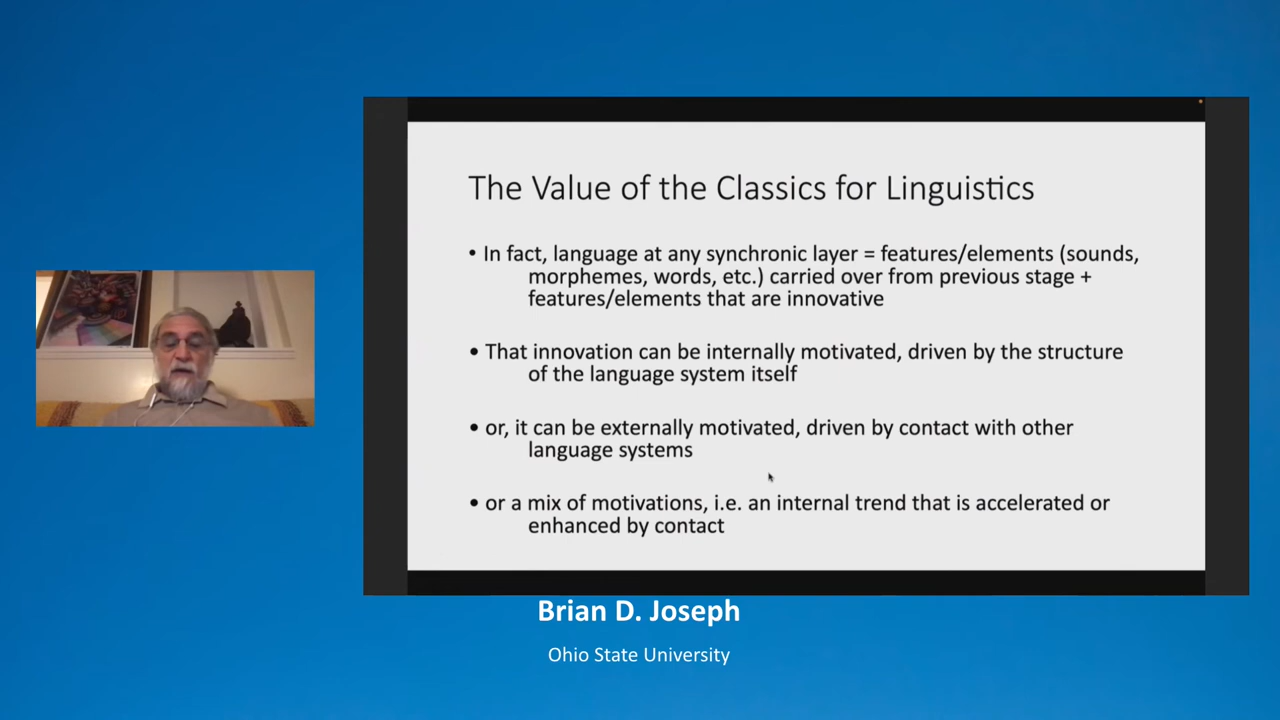 The Value of the Classics for Linguistics
• In fact, language at any synchronic layer = features/elements (sounds,
morphemes, words, etc.) carried over from previous stage +
features/elements that are innovative
• That innovation can be internally motivated, driven by the structure
of the language system itself
• or, it can be externally motivated, driven by contact with other
language systems
• or a mix of motivations, i.e. an internal trend that is accelerated or
enhanced by contact
Brian D. Joseph
Ohio State University